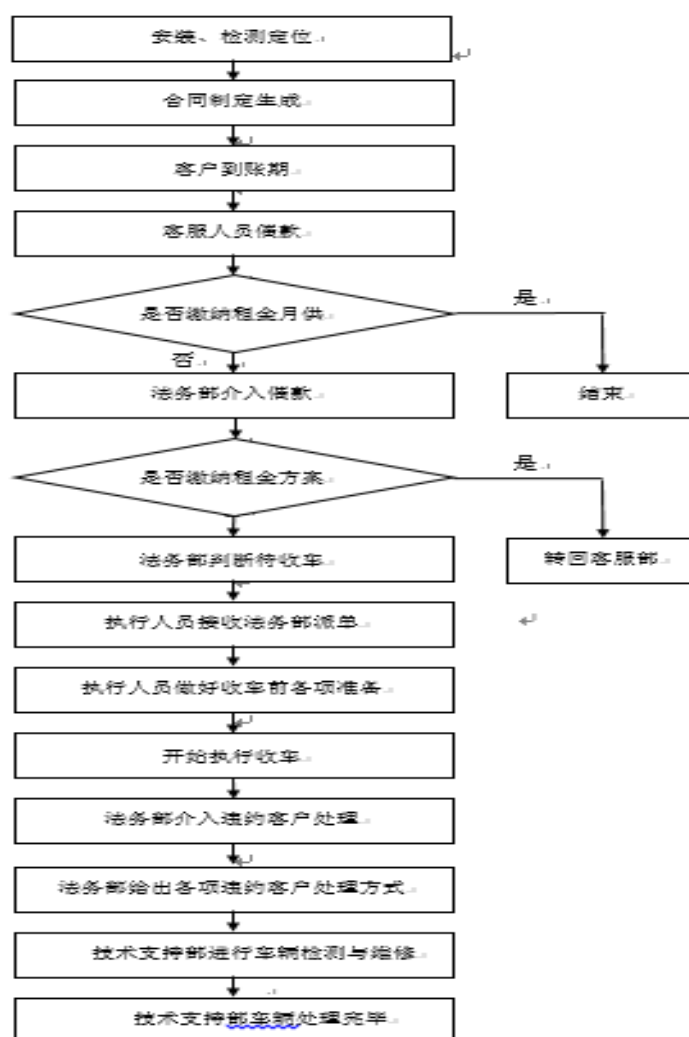 安装、检测定位
合同制定生成
客户到账期
客服人员催款
是否缴纳租金月供
是
否
法务部介入催款
结束
是否缴纳租金方案
是
法务部判断待收车
转回客服部
执行人员接收法务部派单
执行人员做好收车前各项准备
开始执行收车
法务部介入违约客户处理
法务部给出各项违约客户处理方式
技术支持部进行车辆检测与维修
技术支持部车辆处理完毕